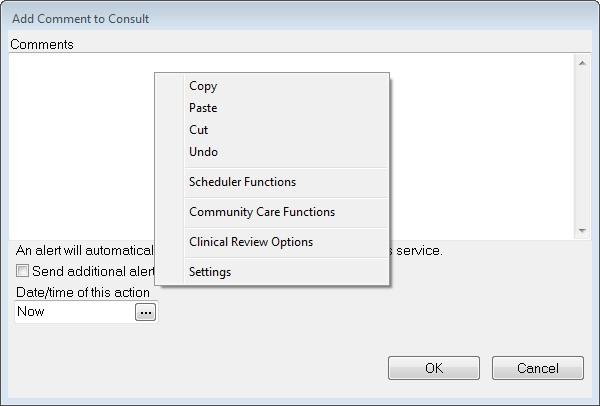 Add Comment to Consult
Comments
Copy
Paste
Cut
Undo
Scheduler Functions
Community Care Functions
Clinical Review Options
Settings
An alert will automatical s service.
Send additional alert
Date/time of this action
Now ...
OK Cancel